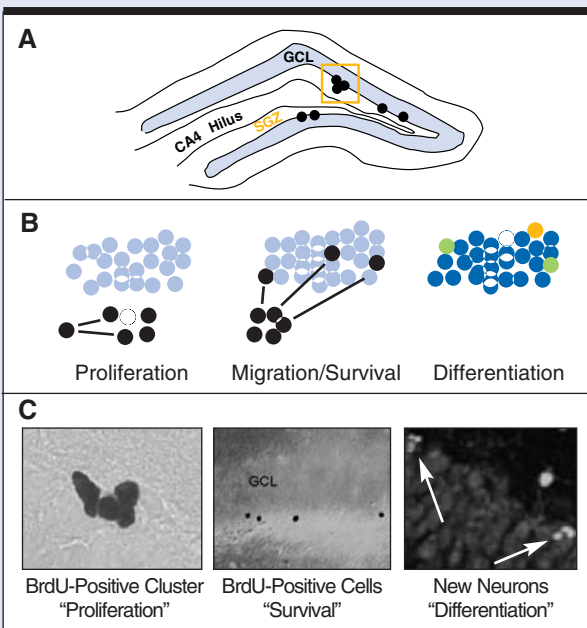 A
GCL
CA4 Hilus
SGZ
B
Proliferation
Migration/Survival
Differentiation
C
GCL
BrdU-Positive Cluster
"Proliferation"
BrdU-Positive Cells
"Survival"
New Neurons
"Differentiation"